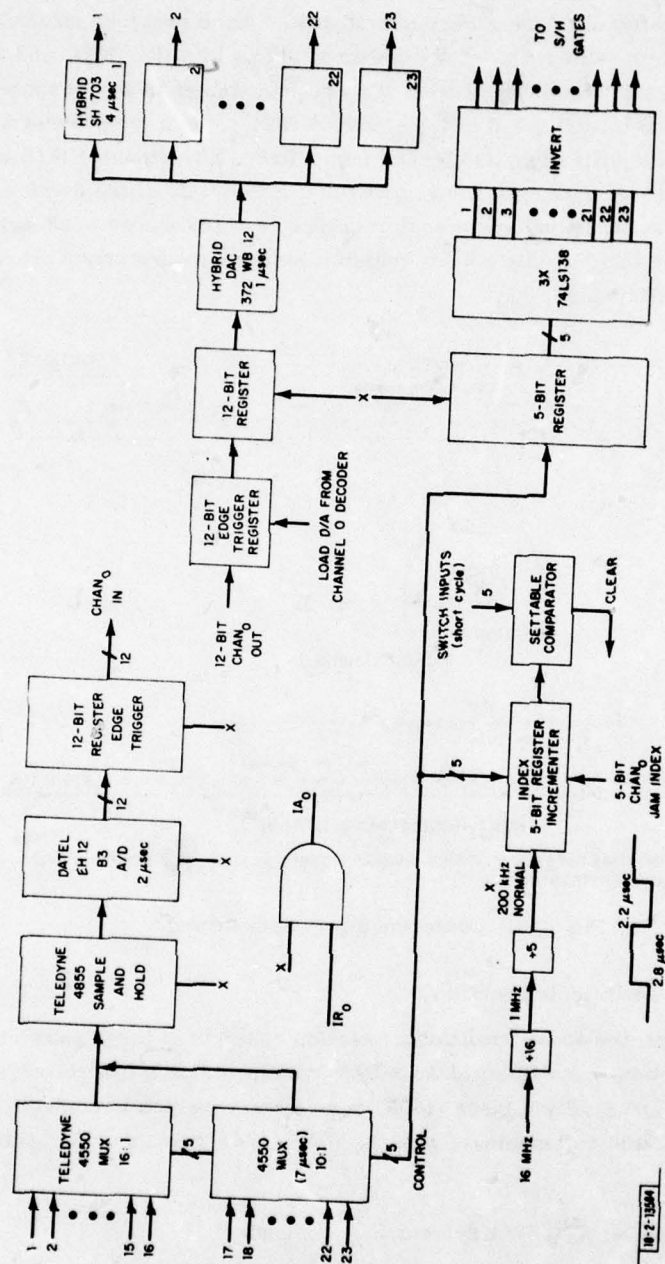 1
2
15
16
TELEDYNE
4550
MUX
16:1
5
17
18
22
23
4550
MUX
(7 µsec)
10:1
5
CONTROL
TELEDYNE
4855
SAMPLE
AND
HOLD
X
DATEL
EH 12
B3
A/D
2 µsec
X
12
12-BIT
REGISTER
EDGE
TRIGGER
X
12
CHAN0
IN
X
IR0
IA0
12-BIT
CHAN0
OUT
12-BIT
EDGE
TRIGGER
REGISTER
LOAD D/A FROM
CHANNEL 0 DECODER
12-BIT
REGISTER
X
HYBRID
DAC
372 WB 12
1 µsec
HYBRID
SH 703
4 µsec
1
1
2
2
22
22
23
23
16 MHz
÷16
1 MHz
÷5
X
200 kHz
NORMAL
5
INDEX
5-BIT REGISTER
INCREMENTER
5-BIT
CHAN0
JAM INDEX
2.8 µsec
2.2 µsec
SWITCH INPUTS
(short cycle)
5
SETTABLE
COMPARATOR
CLEAR
5-BIT
REGISTER
5
3X
74LS138
1
2
3
21
22
23
INVERT
TO
S/H
GATES
18-2-13584